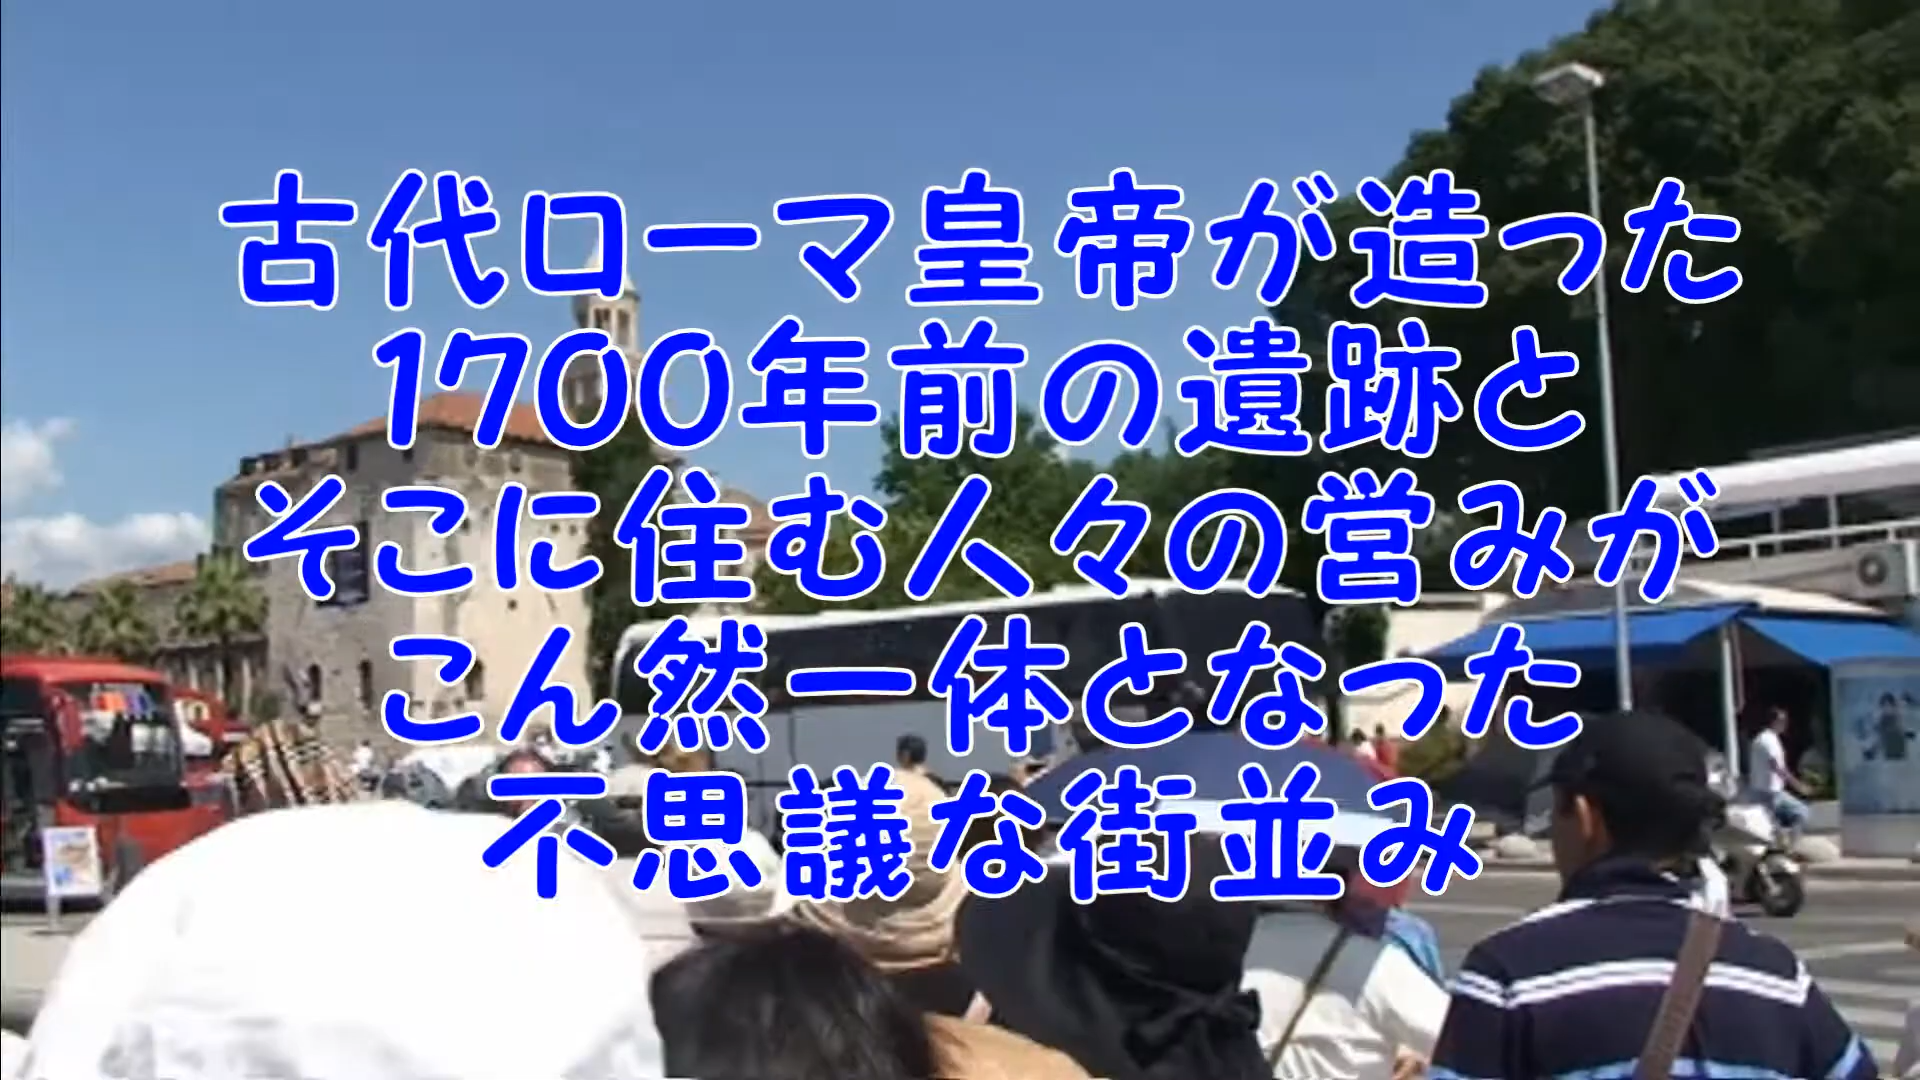 古代ローマ皇帝が造った
1700年前の遺跡と
そこに住む人々の営みが
こん然一体となった
不思議な街並み